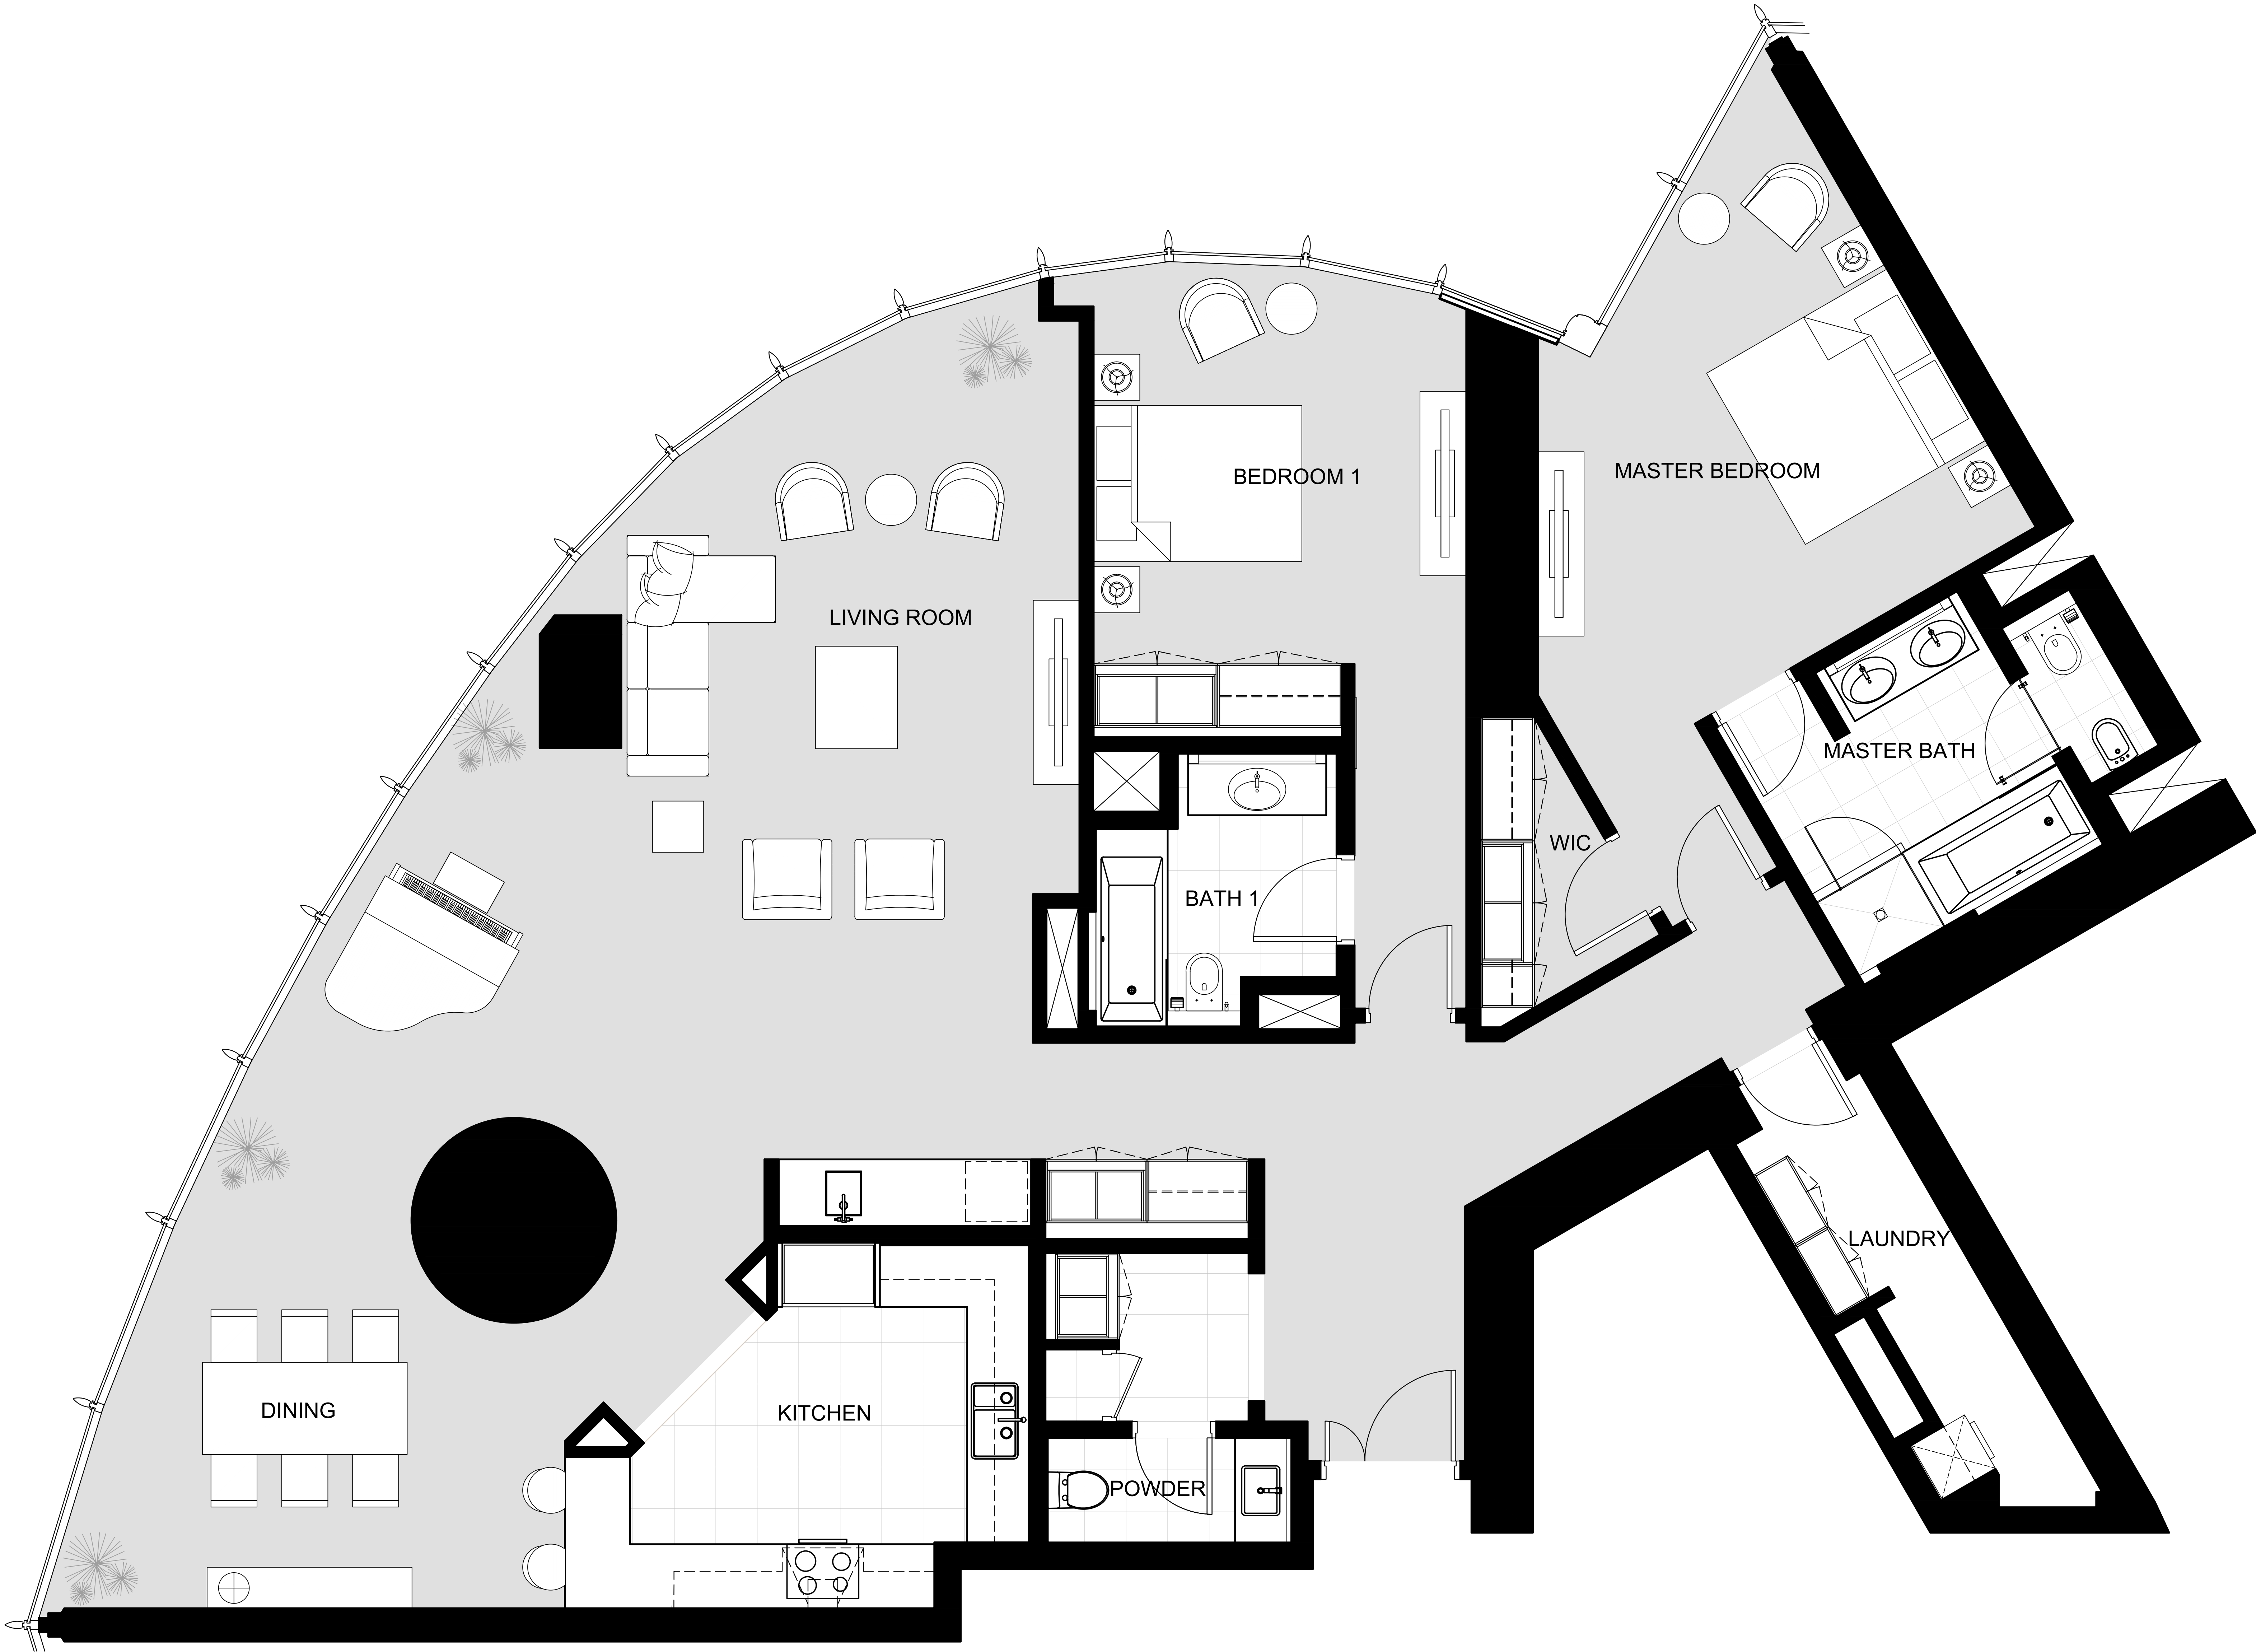 MASTER BEDROOM
BEDROOM 1
LIVING ROOM
MASTER BATH
WIC
BATH 1
LAUNDRY
DINING
KITCHEN
POWDER